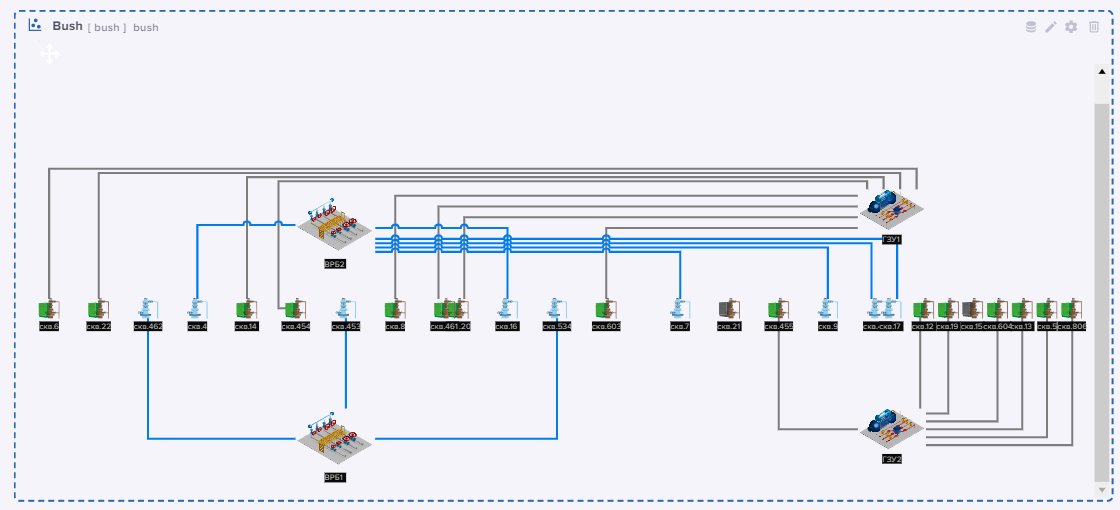 Bush [ bush ] bush
ВРБ2
ГЗУ1
скв.6 скв.22 скв.462 скв.4 скв.14 скв.454 скв.453 скв.8 скв.461 20 скв.16 скв.534 скв.603 скв.7 скв.21 скв.455 скв.9 скв. скв.17 скв.12 скв.19 скв.15 скв.604 скв.13 скв.5 скв.806
ВРБ1
ГЗУ2